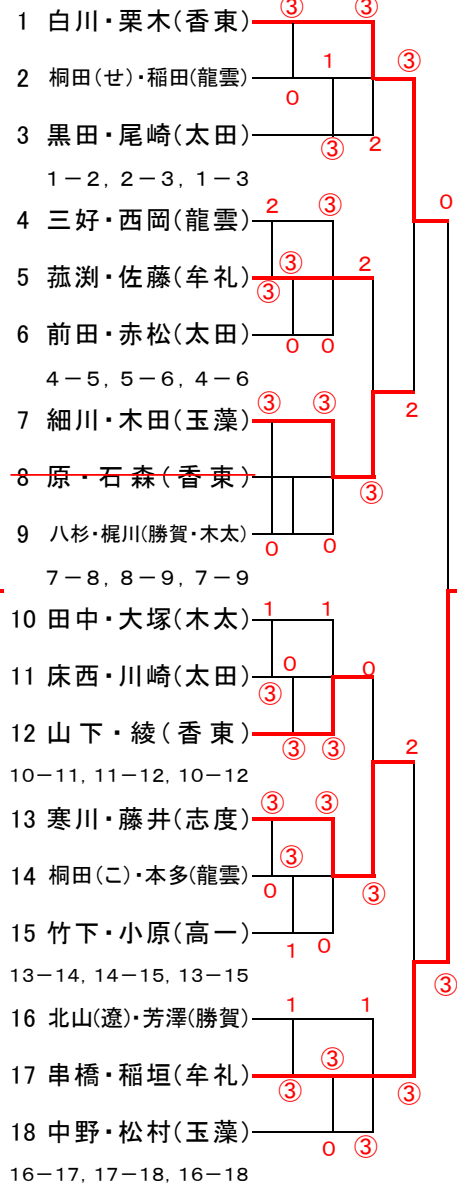 ③ ③
1 白川・栗木(香東)
1 ③
2 桐田(せ)・稲田(龍雲)
0
3 黒田・尾崎(太田)
③ 2
1－2, 2－3, 1－3
0
2 ③
4 三好・西岡(龍雲)
③ 2
5 菰渕・佐藤(牟礼)
③
6 前田・赤松(太田)
0 0
4－5, 5－6, 4－6
③ ③ 2
7 細川・木田(玉藻)
8 原・石森(香東)
③
9 八杉・梶川(勝賀・木太)
0 0
7－8, 8－9, 7－9
1 1
10 田中・大塚(木太)
0 0
11 床西・川崎(太田)
③
12 山下・綾(香東)
③ ③ 2
10－11, 11－12, 10－12
③ ③
13 寒川・藤井(志度)
③
14 桐田(こ)・本多(龍雲)
0 ③
15 竹下・小原(高一)
1 0
13－14, 14－15, 13－15
③
1 1
16 北山(遼)・芳澤(勝賀)
③
17 串橋・稲垣(牟礼)
③ ③
18 中野・松村(玉藻)
0 ③
16－17, 17－18, 16－18